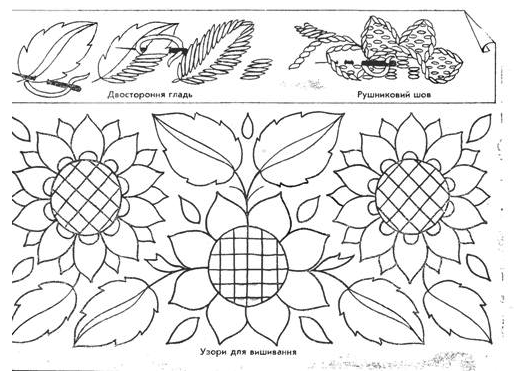 Двостороння гладь
Рушниковий шов
Узори для вишивання